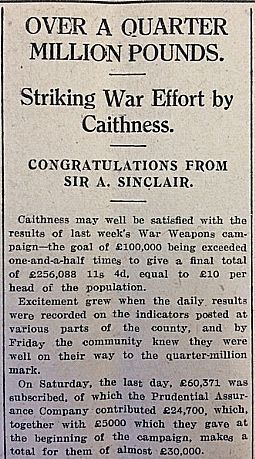 OVER A QUARTER
MILLION POUNDS.
Striking War Effort by
Caithness.
CONGRATULATIONS FROM
SIR A. SINCLAIR.
Caithness may well be satisfied with the
results of last week's War Weapons cam-
paign—the goal of £100,000 being exceeded
one-and-a-half times to give a final total
of £256,088 11s 4d, equal to £10 per
head of the population.
Excitement grew when the daily results
were recorded on the indicators posted at
various parts of the county, and by
Friday the community knew they were
well on their way to the quarter-million
mark.
On Saturday, the last day, £60,371 was
subscribed, of which the Prudential Assur-
ance Company contributed £24,700, which,
together with £5000 which they gave at
the beginning of the campaign, makes a
total for them of almost £30,000.